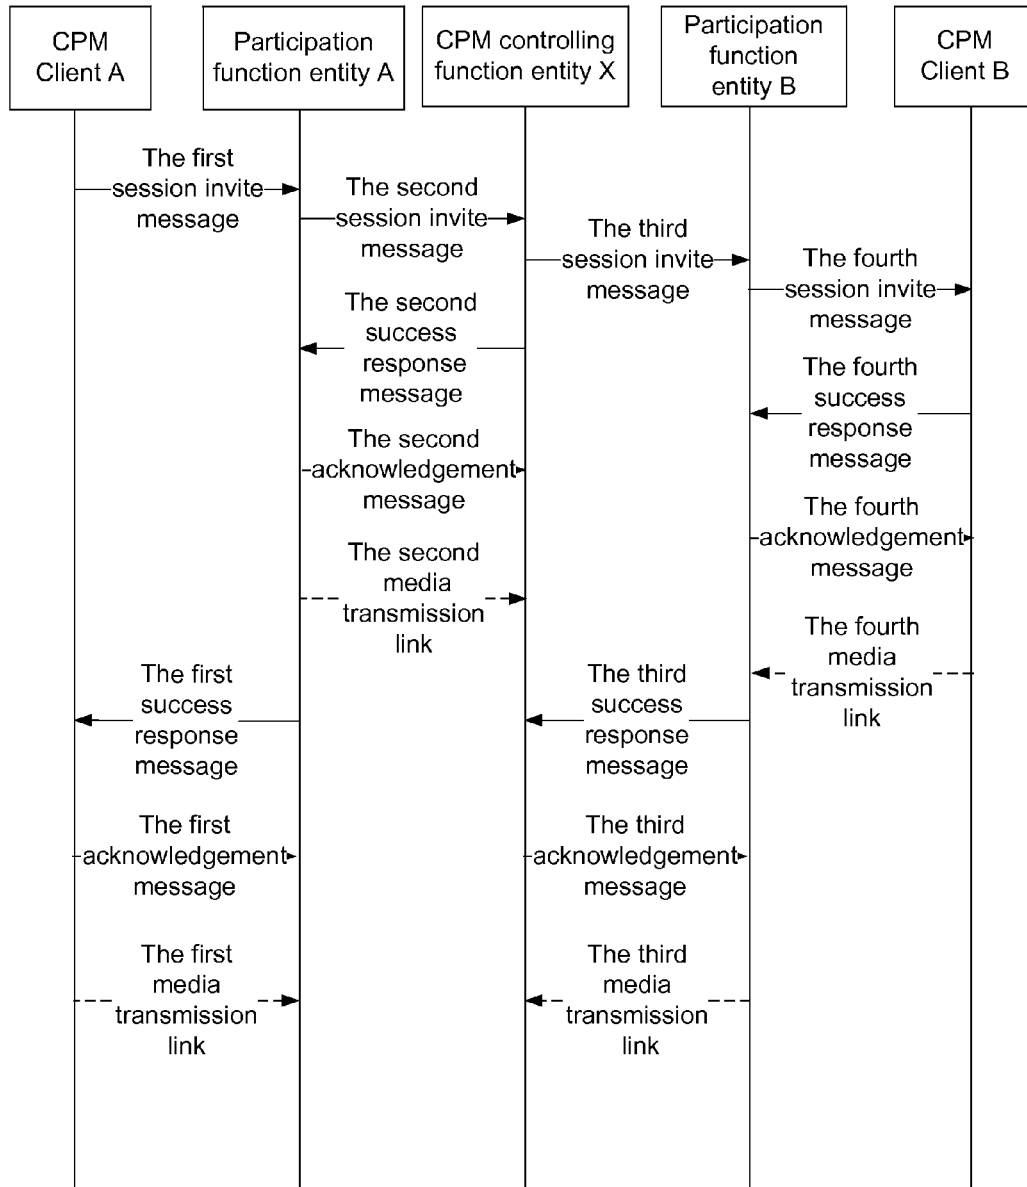 CPM
Client A
Participation
function entity A
CPM controlling
function entity X
Participation
function
entity B
CPM
Client B
The first
session invite
message
The second
session invite
message
The third
session invite
message
The fourth
session invite
message
The second
success
response
message
The fourth
success
response
message
The second
acknowledgement
message
The fourth
acknowledgement
message
The second
media
transmission
link
The fourth
media
transmission
link
The first
success
response
message
The third
success
response
message
The first
acknowledgement
message
The third
acknowledgement
message
The first
media
transmission
link
The third
media
transmission
link